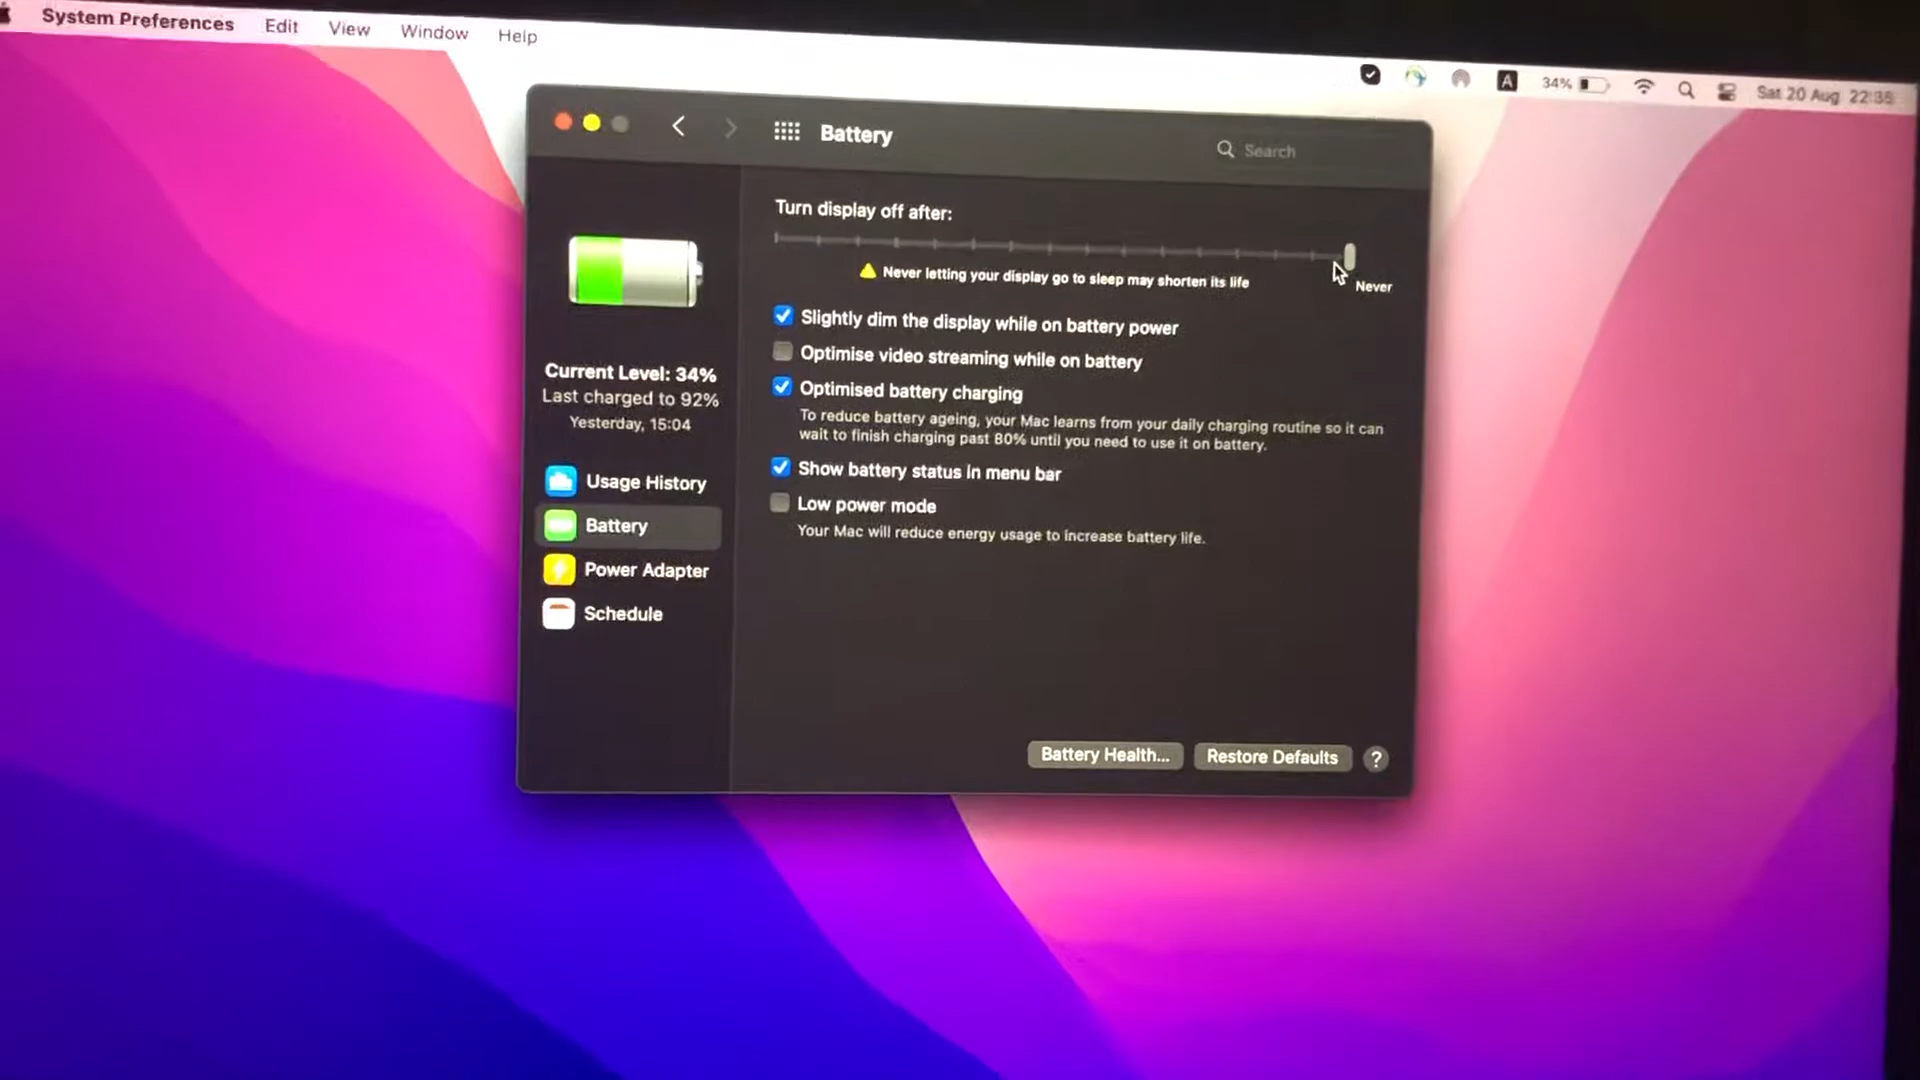 System Preferences Edit View Window Help
A 34% Sat 20 Aug 22:35
Battery
Search
Turn display off after:
Never letting your display go to sleep may shorten its life
Never
Slightly dim the display while on battery power
Optimise video streaming while on battery
Optimised battery charging
To reduce battery ageing, your Mac learns from your daily charging routine so it can
wait to finish charging past 80% until you need to use it on battery.
Show battery status in menu bar
Low power mode
Your Mac will reduce energy usage to increase battery life.
Current Level: 34%
Last charged to 92%
Yesterday, 15:04
Usage History
Battery
Power Adapter
Schedule
Battery Health...
Restore Defaults
?